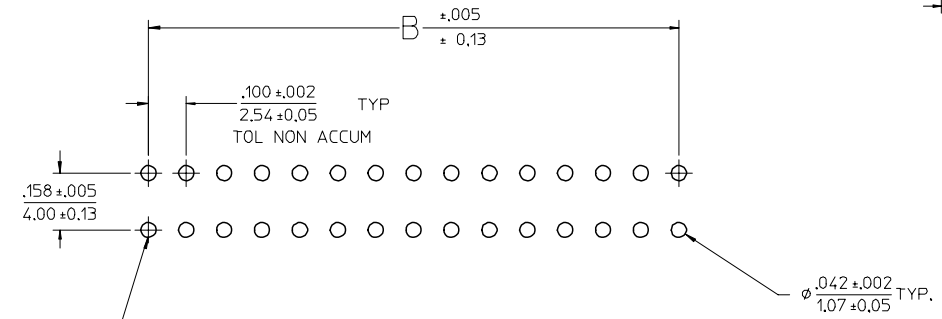 B ±.005
± 0.13
.100 ±.002
2.54 ±0.05
TYP
TOL NON ACCUM
.158 ±.005
4.00 ±0.13
⌀ .042 ±.002
1.07 ±0.05
TYP.